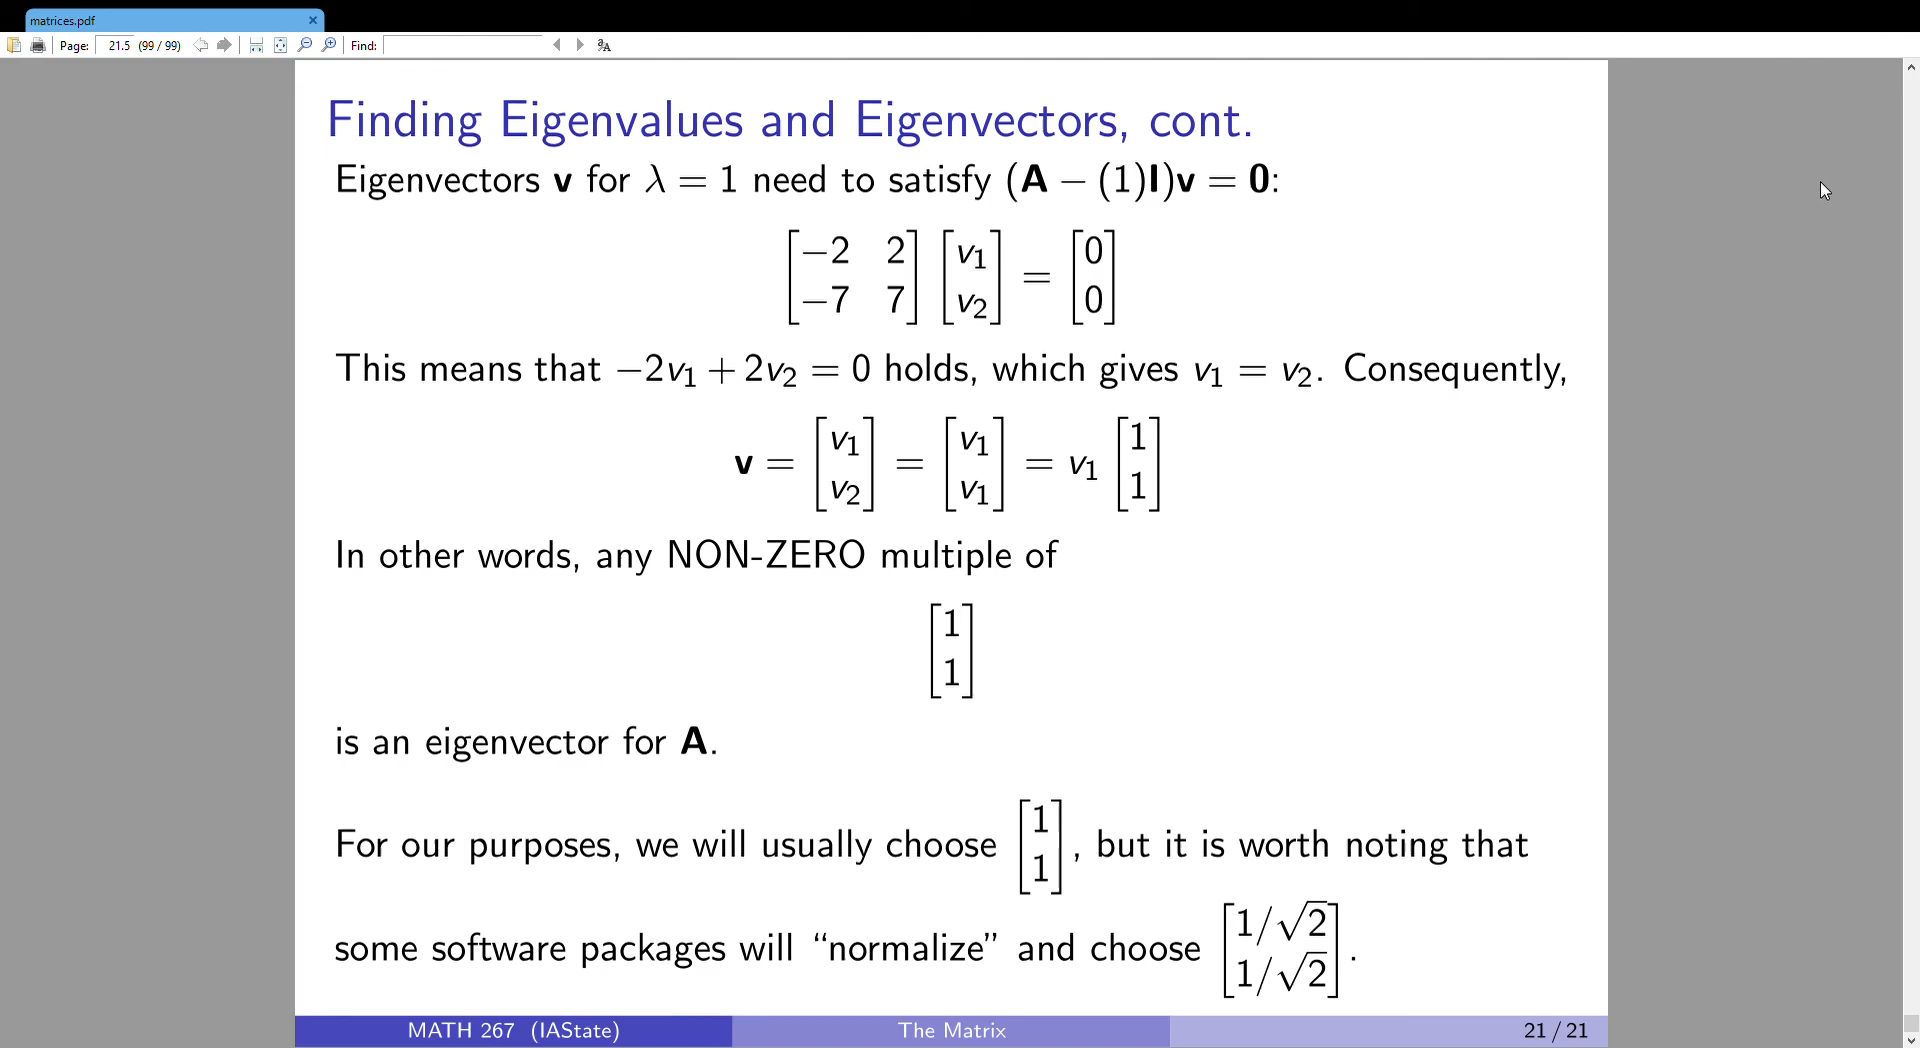 matrices.pdf
Page: 21.5 (99 / 99) Find:
Finding Eigenvalues and Eigenvectors, cont.
Eigenvectors v for λ = 1 need to satisfy (A − (1)I)v = 0:
[−2 2; −7 7] [v₁; v₂] = [0; 0]
This means that −2v₁ + 2v₂ = 0 holds, which gives v₁ = v₂. Consequently,
v = [v₁; v₂] = [v₁; v₁] = v₁ [1; 1]
In other words, any NON-ZERO multiple of
[1; 1]
is an eigenvector for A.
For our purposes, we will usually choose [1; 1], but it is worth noting that
some software packages will “normalize” and choose [1/√2; 1/√2].
MATH 267 (IAState) The Matrix 21 / 21